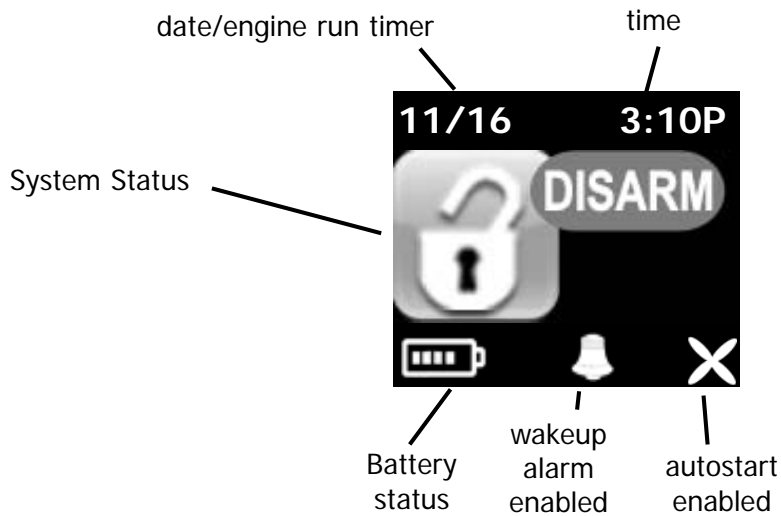 date/engine run timer
time
11/16 3:10P
System Status
DISARM
Battery
status
wakeup
alarm
enabled
autostart
enabled